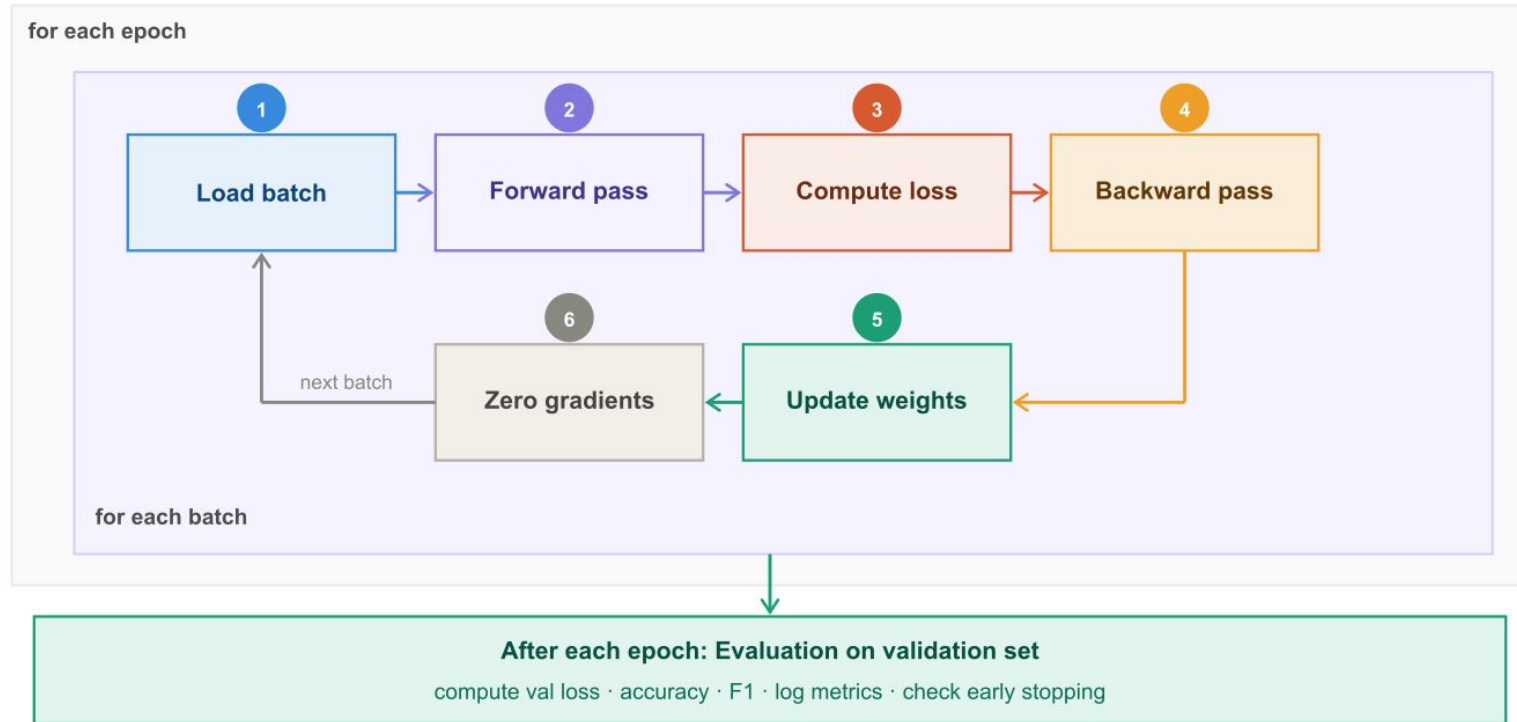 for each epoch
1
2
3
4
Load batch
Forward pass
Compute loss
Backward pass
6
5
next batch
Zero gradients
Update weights
for each batch
After each epoch: Evaluation on validation set
compute val loss · accuracy · F1 · log metrics · check early stopping